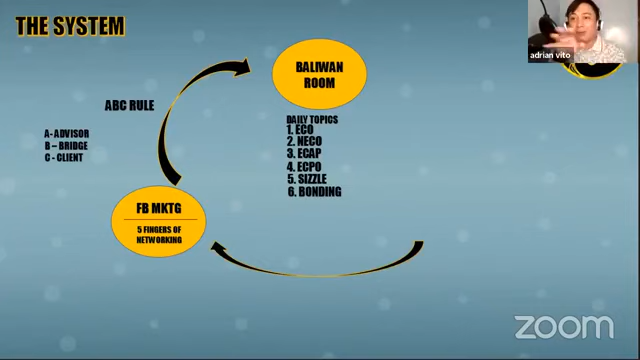 THE SYSTEM
adrian vito
BALIWAN
ROOM
ABC RULE
A- ADVISOR
B – BRIDGE
C - CLIENT
DAILY TOPICS
1. ECO
2. NECO
3. ECAP
4. ECPO
5. SIZZLE
6. BONDING
FB MKTG
5 FINGERS OF
NETWORKING
zoom